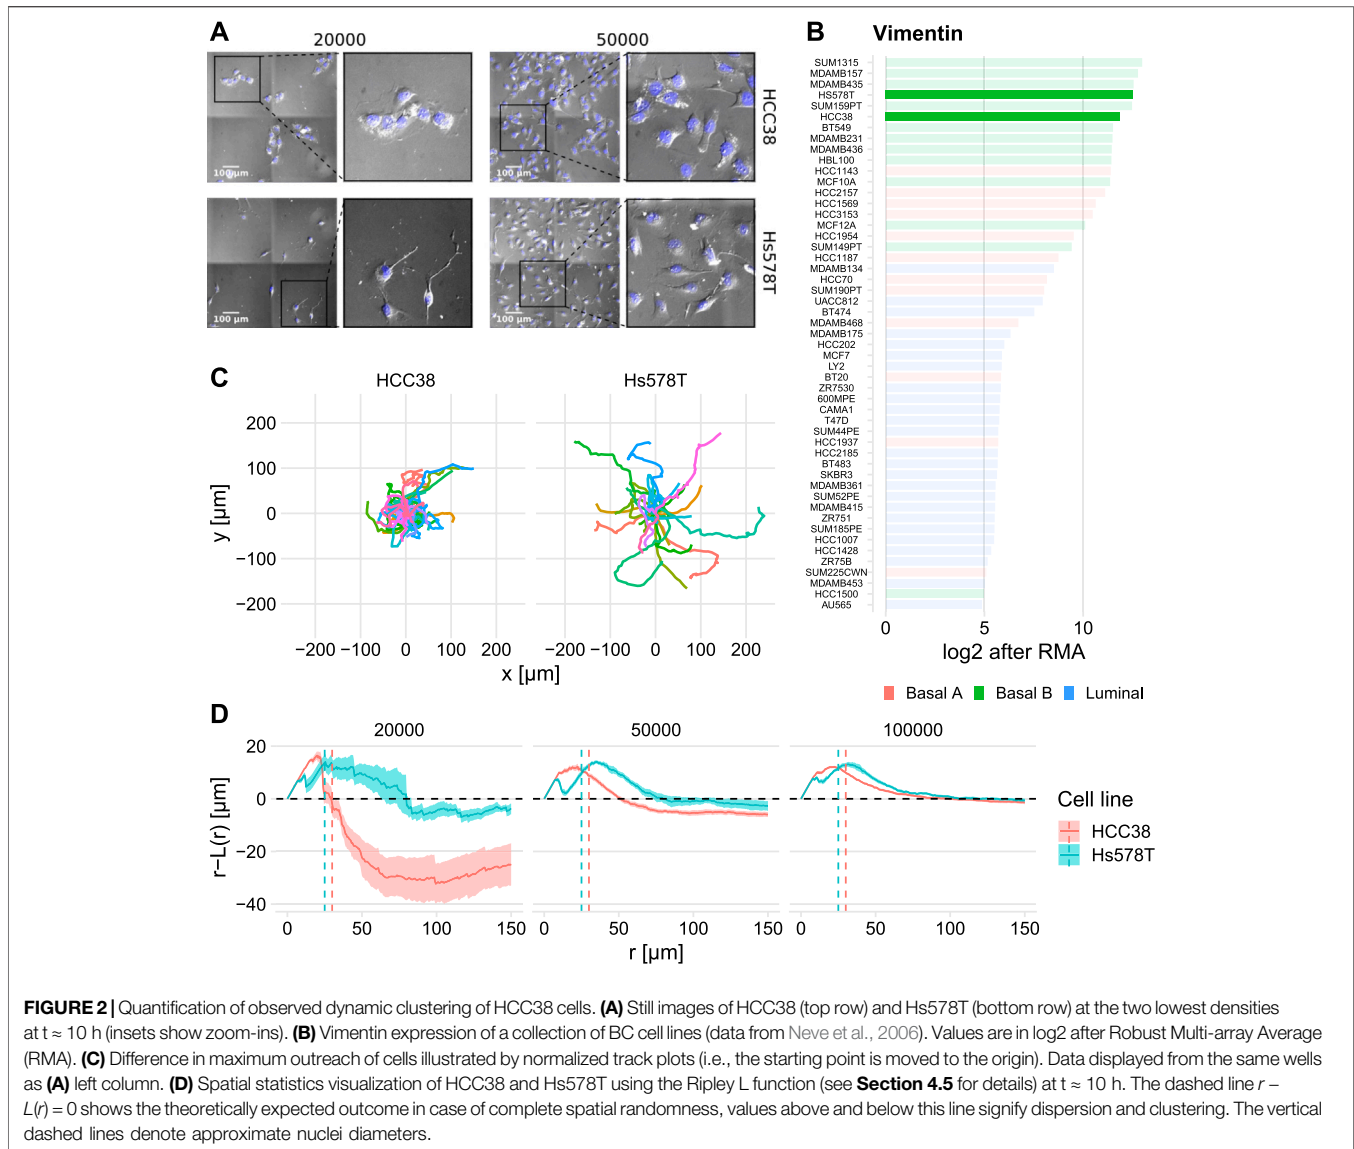 A
20000
50000
HCC38
Hs578T
100 µm
100 µm
100 µm
100 µm
B
Vimentin
SUM1315
MDAMB157
MDAMB435
HS578T
SUM159PT
HCC38
BT549
MDAMB231
MDAMB436
HBL100
HCC1143
MCF10A
HCC2157
HCC1569
HCC3153
MCF12A
HCC1954
SUM149PT
HCC1187
MDAMB134
HCC70
SUM190PT
UACC812
BT474
MDAMB468
MDAMB175
HCC202
MCF7
LY2
BT20
ZR7530
600MPE
CAMA1
T47D
SUM44PE
HCC1937
HCC2185
BT483
SKBR3
MDAMB361
SUM52PE
MDAMB415
ZR751
SUM185PE
HCC1007
HCC1428
ZR75B
SUM225CWN
MDAMB453
HCC1500
AU565
0 5 10
log2 after RMA
Basal A Basal B Luminal
C
HCC38 Hs578T
200
100
0
−100
−200
y [µm]
−200 −100 0 100 200 −200 −100 0 100 200
x [µm]
D
20000 50000 100000
20
0
−20
−40
r−L(r) [µm]
0 50 100 150 0 50 100 150 0 50 100 150
r [µm]
Cell line
HCC38
Hs578T
FIGURE 2 | Quantification of observed dynamic clustering of HCC38 cells. (A) Still images of HCC38 (top row) and Hs578T (bottom row) at the two lowest densities
at t ≈ 10 h (insets show zoom-ins). (B) Vimentin expression of a collection of BC cell lines (data from Neve et al., 2006). Values are in log2 after Robust Multi-array Average
(RMA). (C) Difference in maximum outreach of cells illustrated by normalized track plots (i.e., the starting point is moved to the origin). Data displayed from the same wells
as (A) left column. (D) Spatial statistics visualization of HCC38 and Hs578T using the Ripley L function (see Section 4.5 for details) at t ≈ 10 h. The dashed line r −
L(r) = 0 shows the theoretically expected outcome in case of complete spatial randomness, values above and below this line signify dispersion and clustering. The vertical
dashed lines denote approximate nuclei diameters.